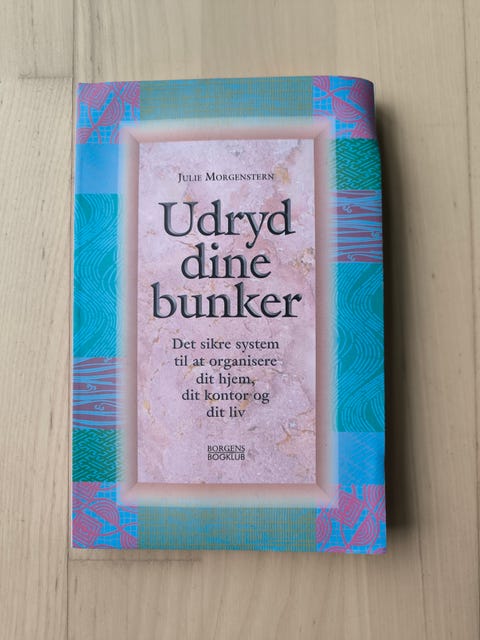 JULIE MORGENSTERN
Udryd
dine
bunker
Det sikre system
til at organisere
dit hjem,
dit kontor og
dit liv
BORGENS
BOGKLUB